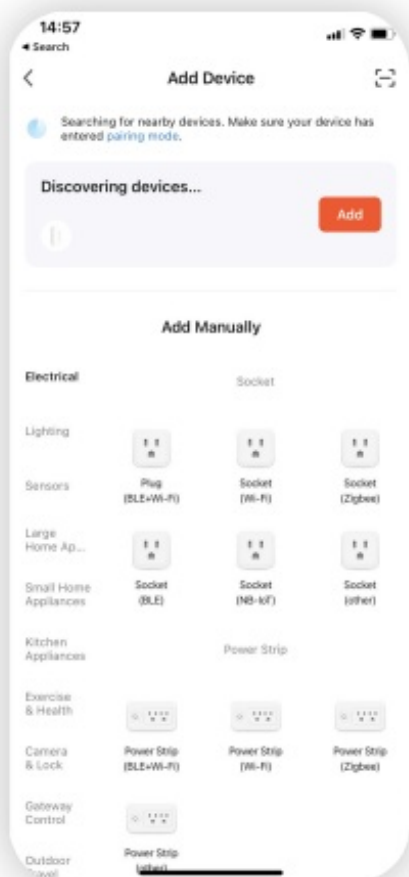 14:57
◀ Search
Add Device
Searching for nearby devices. Make sure your device has
entered pairing mode.
Discovering devices...
Add
Add Manually
Electrical
Socket
Lighting
Plug
(BLE+Wi-Fi)
Socket
(Wi-Fi)
Socket
(Zigbee)
Sensors
Large
Home Ap...
Socket
(BLE)
Socket
(NB-IoT)
Socket
(other)
Small Home
Appliances
Kitchen
Appliances
Power Strip
Exercise
& Health
Power Strip
(BLE+Wi-Fi)
Power Strip
(Wi-Fi)
Power Strip
(Zigbee)
Camera
& Lock
Gateway
Control
Power Strip
(other)
Outdoor
Travel